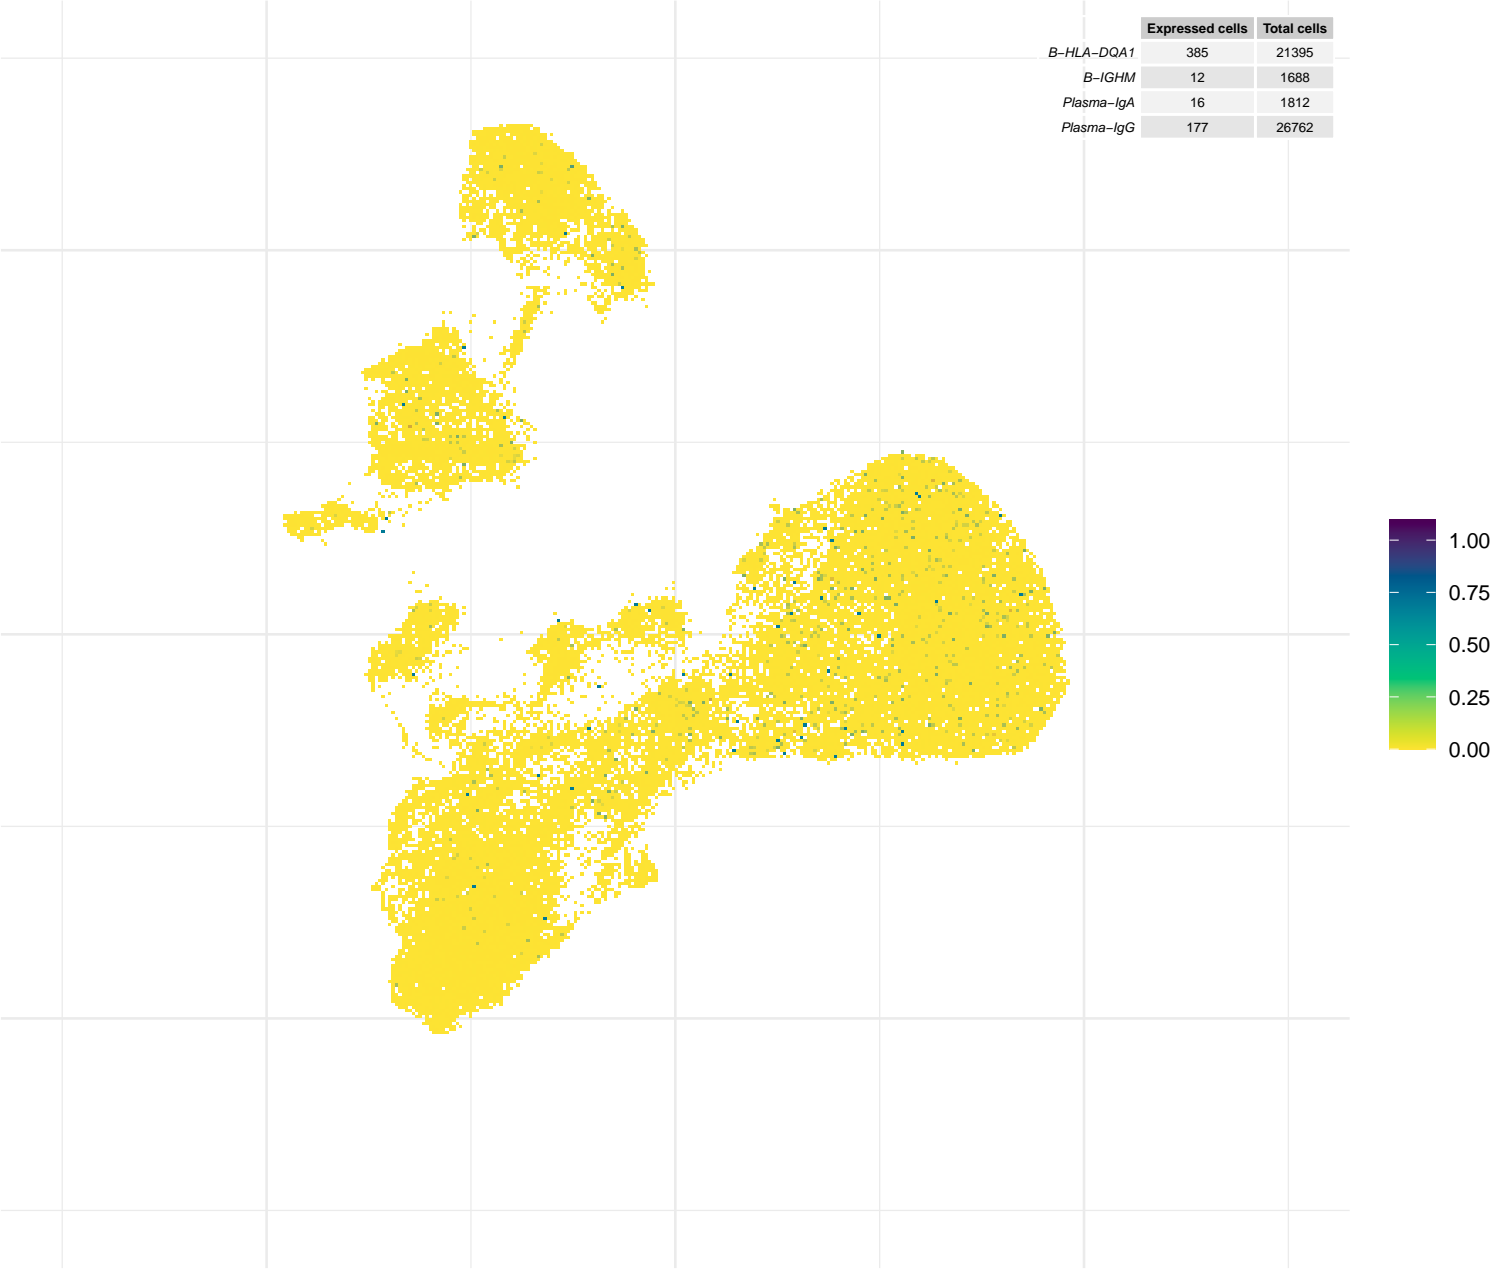 Expressed cells Total cells
B−HLA−DQA1 385 21395
B−IGHM 12 1688
Plasma−IgA 16 1812
Plasma−IgG 177 26762
1.00
0.75
0.50
0.25
0.00